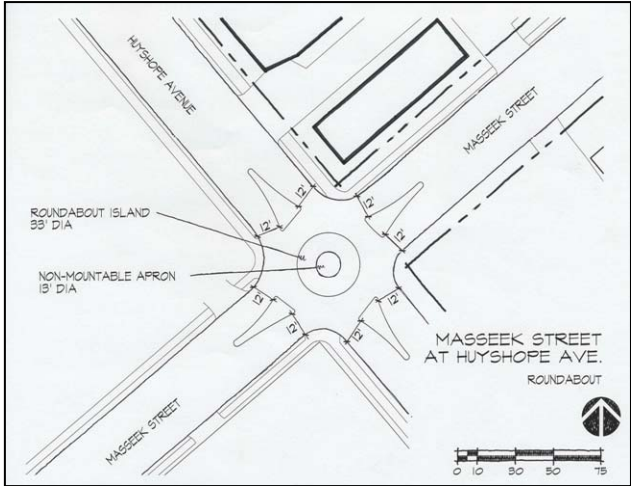 HUYSHOPE AVENUE
MASSEEK STREET
ROUNDABOUT ISLAND
33' DIA
NON-MOUNTABLE APRON
13' DIA
12'
12'
12'
12'
12'
12'
12'
12'
MASSEEK STREET
AT HUYSHOPE AVE.
ROUNDABOUT
MASSEEK STREET
0 10 30 50 75